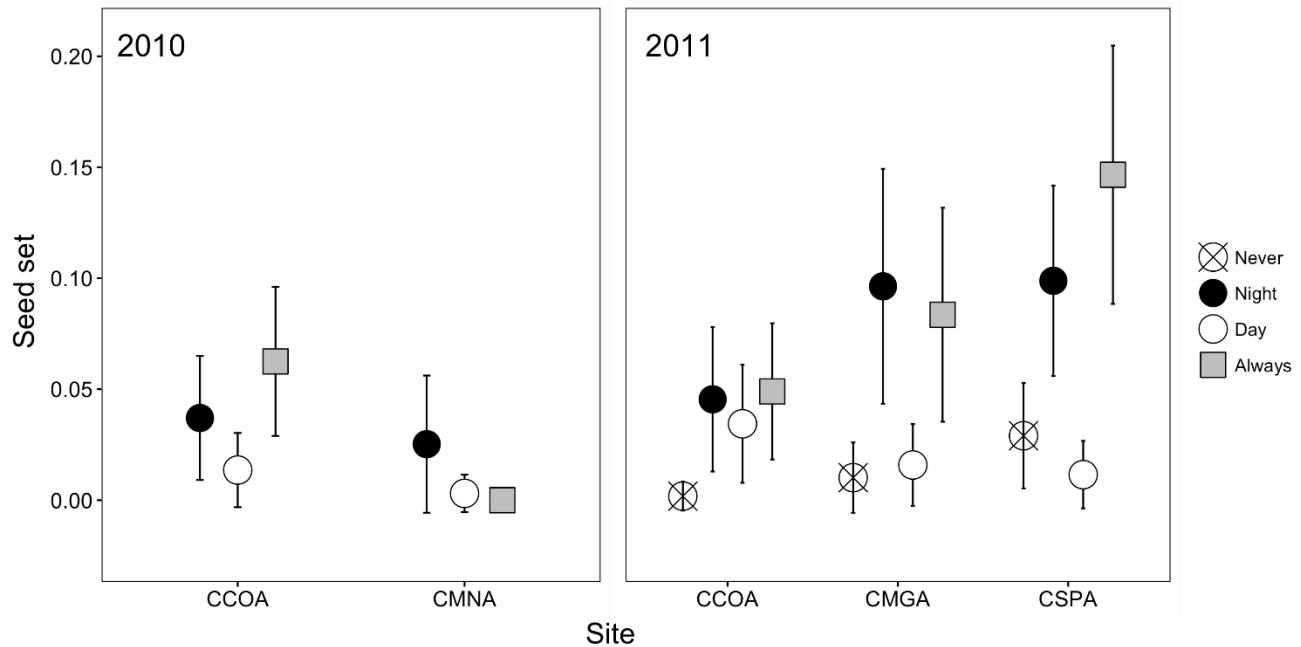 2010
2011
0.20
0.15
0.10
0.05
0.00
Seed set
CCOA
CMNA
CCOA
CMGA
CSPA
Site
Never
Night
Day
Always